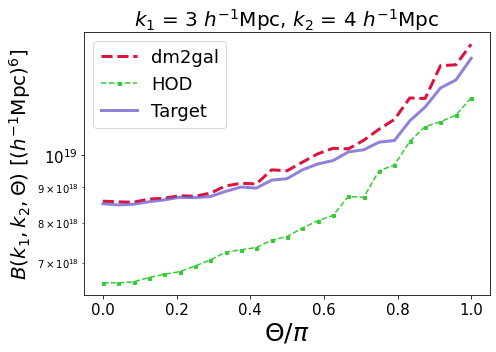 k₁ = 3 h⁻¹Mpc, k₂ = 4 h⁻¹Mpc
dm2gal
HOD
Target
B(k₁, k₂, Θ) [(h⁻¹Mpc)⁶]
10¹⁹
9 × 10¹⁸
8 × 10¹⁸
7 × 10¹⁸
0.0 0.2 0.4 0.6 0.8 1.0
Θ/π